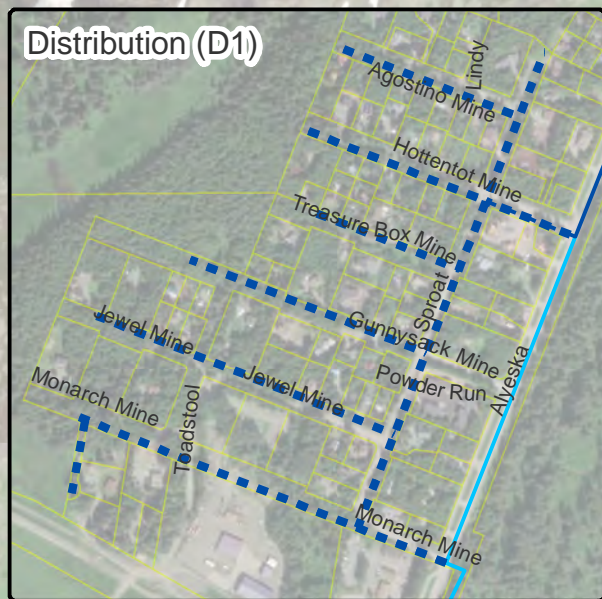 Distribution (D1)
Lindy
Agostino Mine
Hottentot Mine
Treasure Box Mine
Sproat
Gunnysack Mine
Jewel Mine
Jewel Mine
Powder Run
Alyeska
Monarch Mine
Toadstool
Monarch Mine